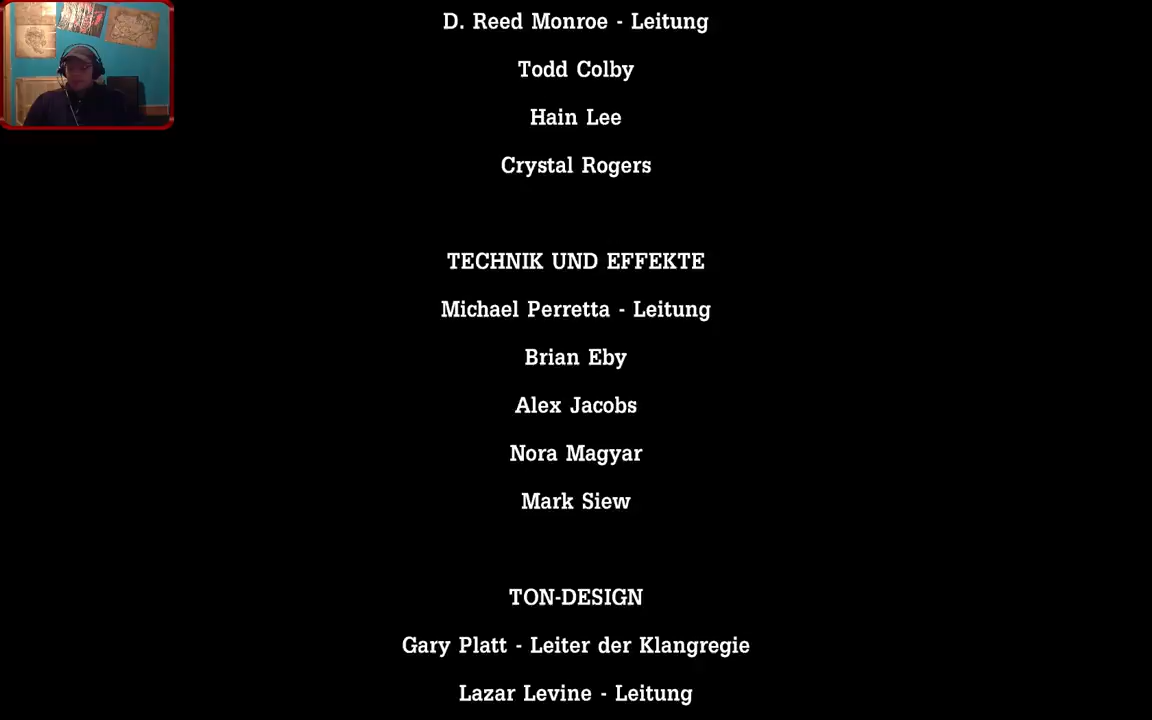 D. Reed Monroe - Leitung
Todd Colby
Hain Lee
Crystal Rogers
TECHNIK UND EFFEKTE
Michael Perretta - Leitung
Brian Eby
Alex Jacobs
Nora Magyar
Mark Siew
TON-DESIGN
Gary Platt - Leiter der Klangregie
Lazar Levine - Leitung